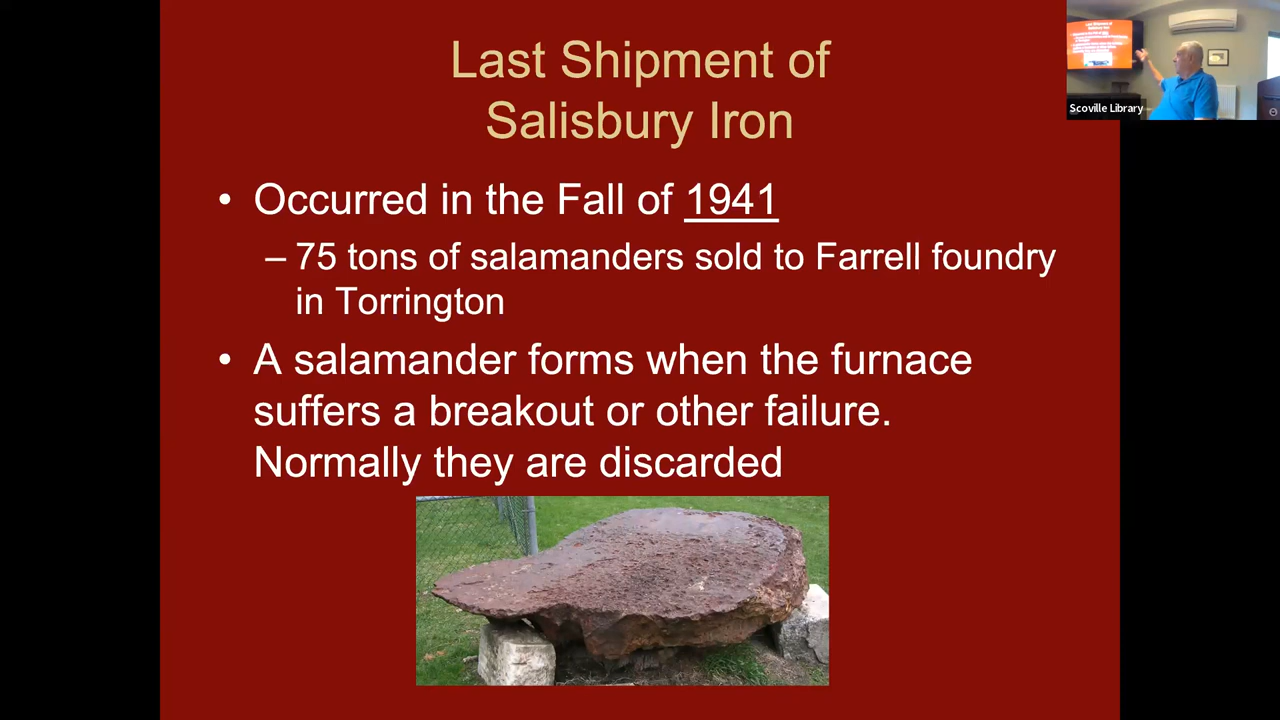 Last Shipment of
Salisbury Iron
• Occurred in the Fall of 1941
– 75 tons of salamanders sold to Farrell foundry
in Torrington
• A salamander forms when the furnace
suffers a breakout or other failure.
Normally they are discarded
Scoville Library